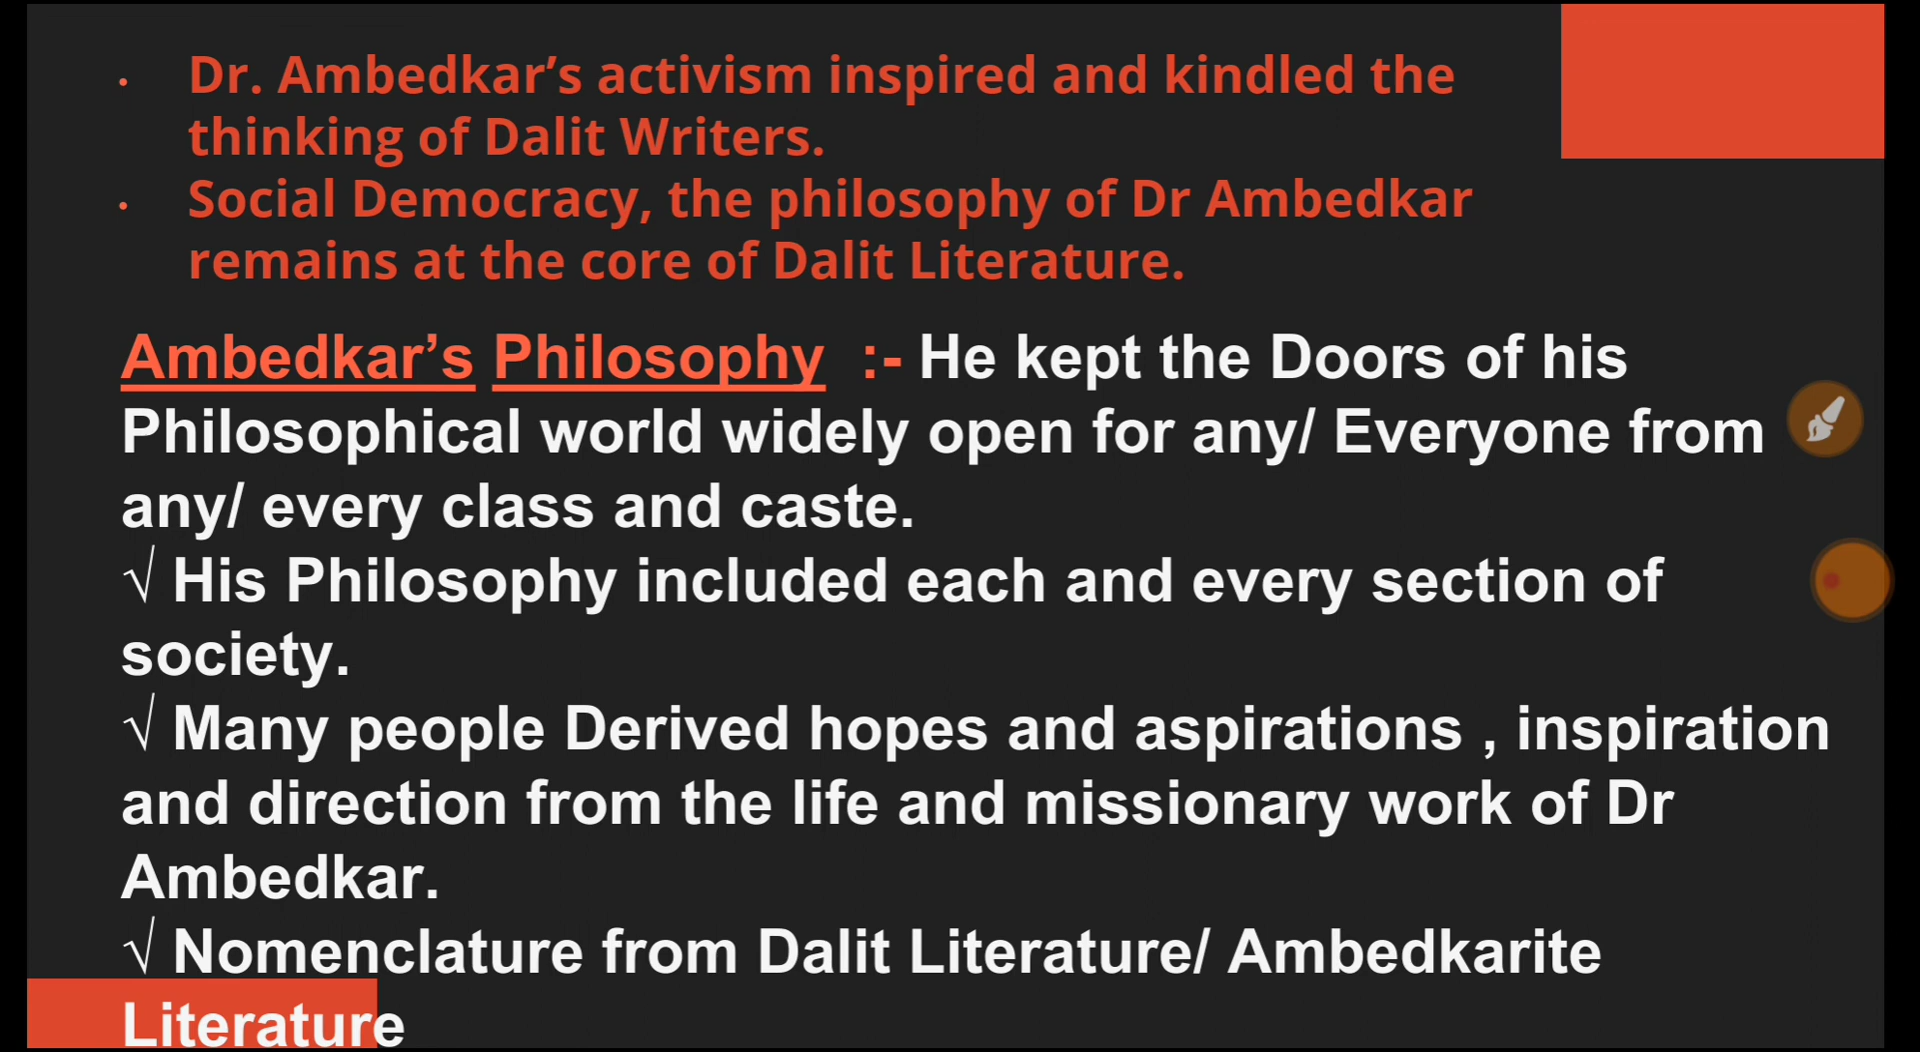 • Dr. Ambedkar’s activism inspired and kindled the
thinking of Dalit Writers.
• Social Democracy, the philosophy of Dr Ambedkar
remains at the core of Dalit Literature.
Ambedkar’s Philosophy :- He kept the Doors of his
Philosophical world widely open for any/ Everyone from
any/ every class and caste.
√ His Philosophy included each and every section of
society.
√ Many people Derived hopes and aspirations , inspiration
and direction from the life and missionary work of Dr
Ambedkar.
√ Nomenclature from Dalit Literature/ Ambedkarite
Literature